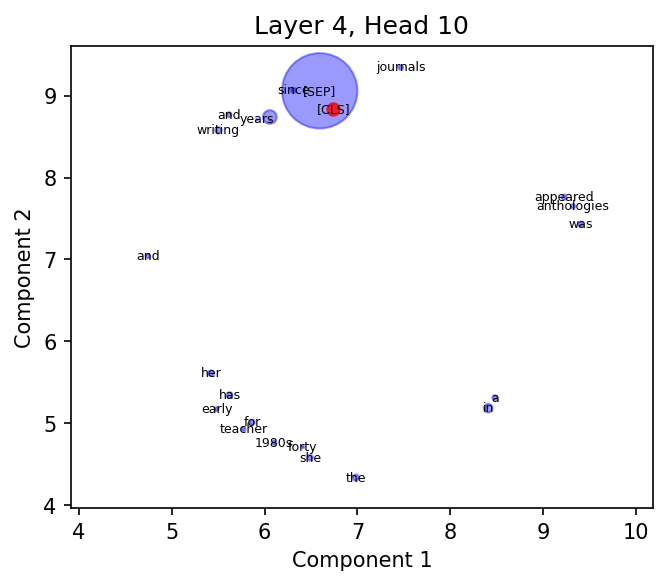 Layer 4, Head 10
journals
since
[SEP]
[CLS]
and
years
writing
appeared
anthologies
was
and
her
has
early
for
teacher
1980s
forty
she
the
a
in
9
8
7
6
5
4
Component 2
4 5 6 7 8 9 10
Component 1